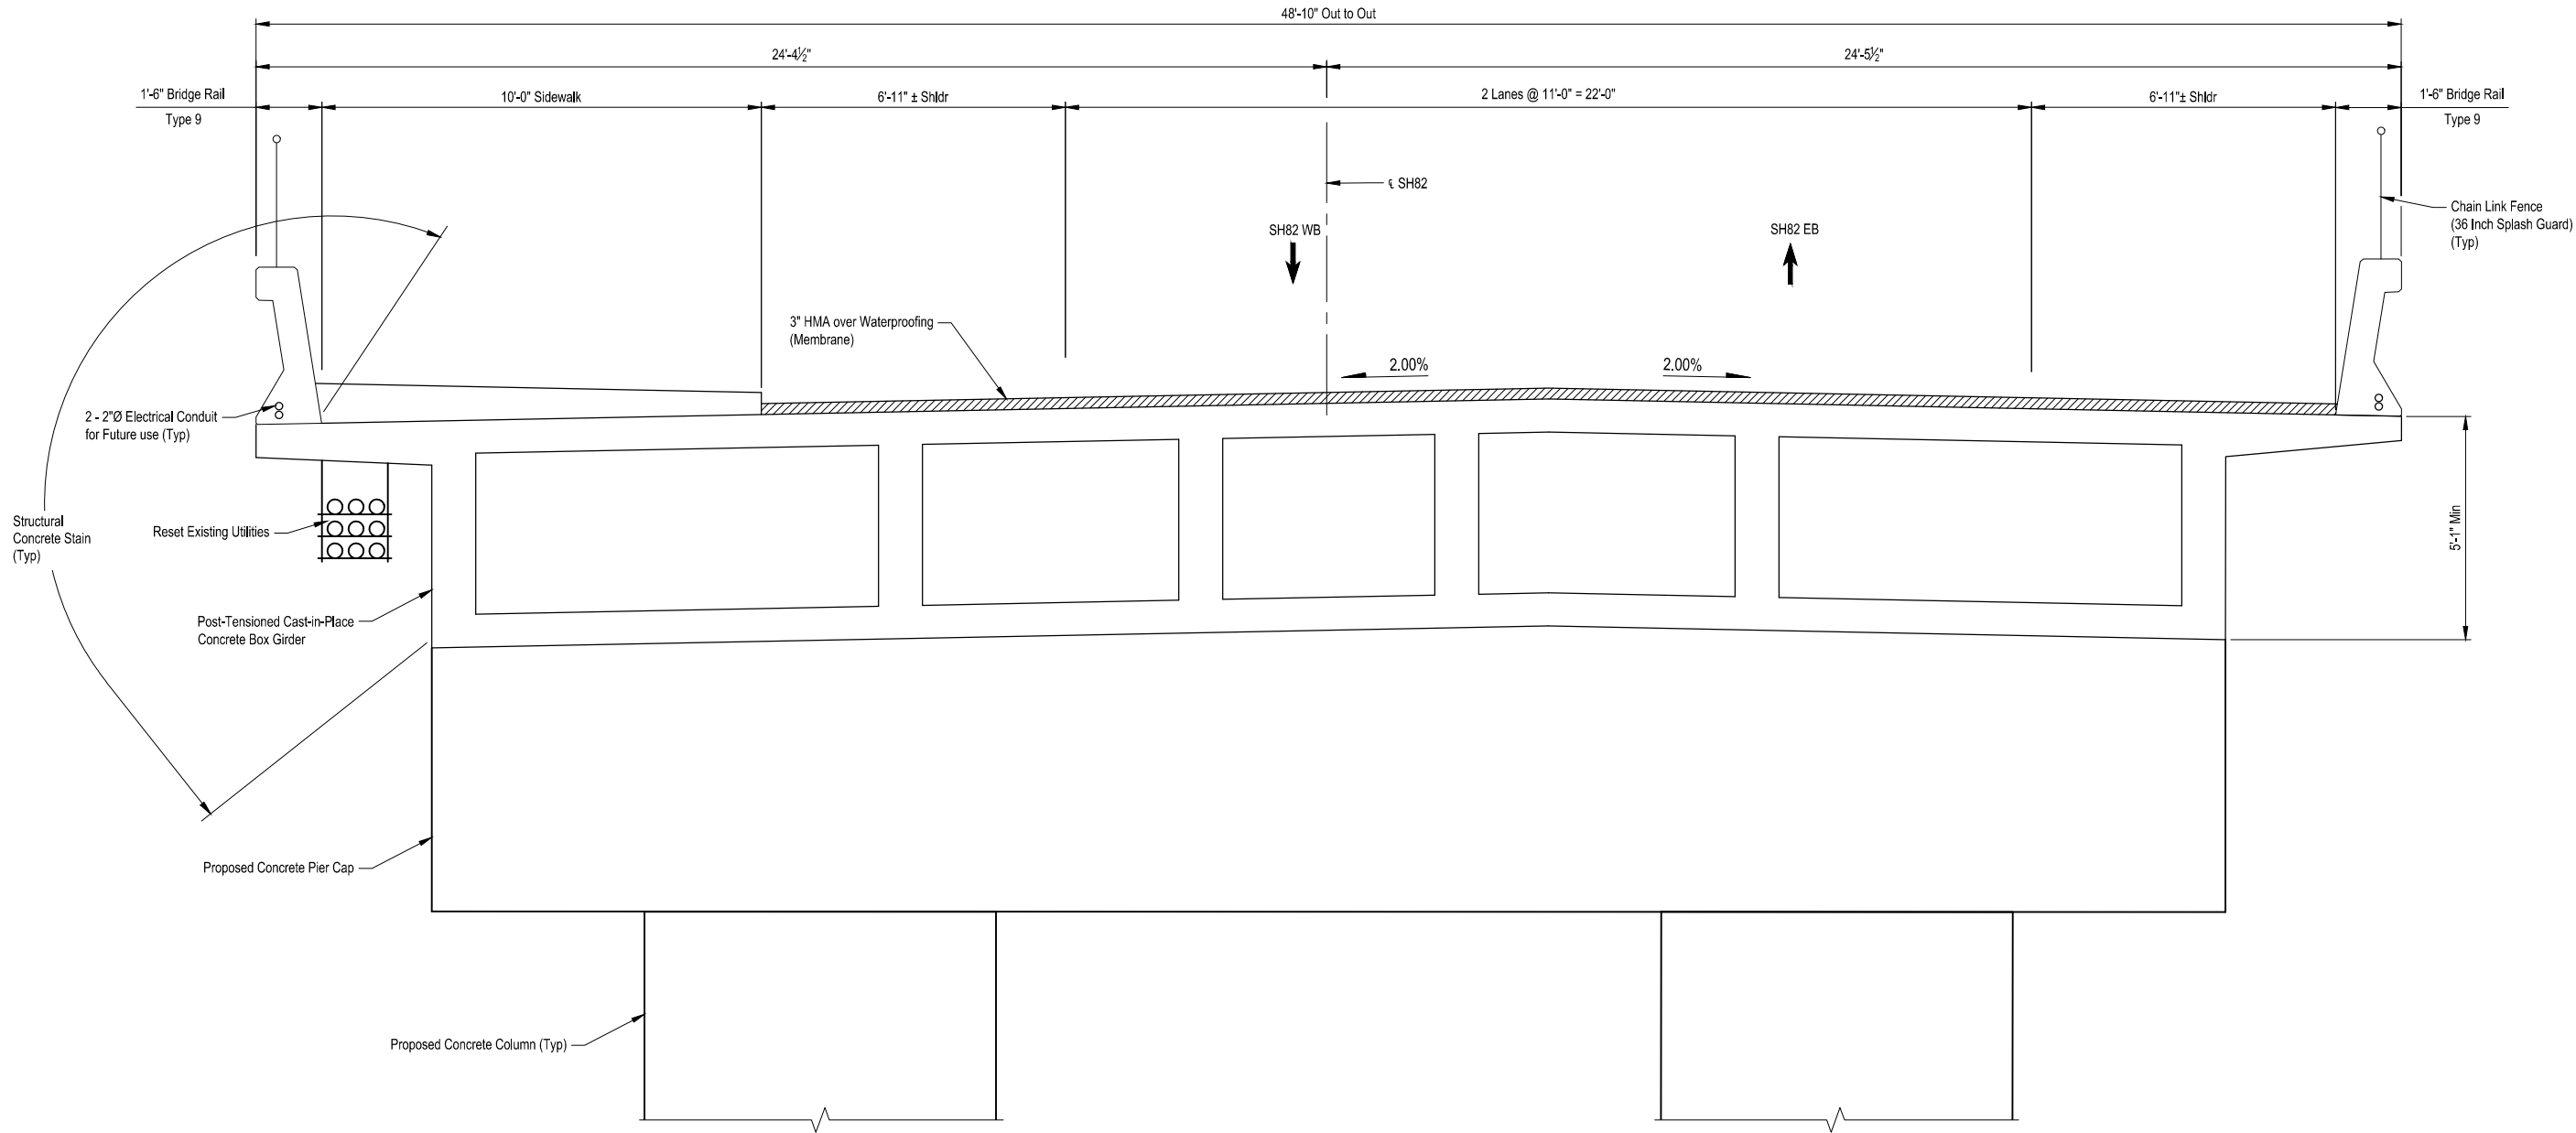 48'-10" Out to Out
24'-4½"
24'-5½"
1'-6" Bridge Rail
Type 9
10'-0" Sidewalk
6'-11" ± Shldr
2 Lanes @ 11'-0" = 22'-0"
6'-11"± Shldr
1'-6" Bridge Rail
Type 9
℄ SH82
Chain Link Fence
(36 Inch Splash Guard)
(Typ)
SH82 WB
SH82 EB
3" HMA over Waterproofing
(Membrane)
2.00%
2.00%
2 - 2"Ø Electrical Conduit
for Future use (Typ)
Structural
Concrete Stain
(Typ)
Reset Existing Utilities
5'-1" Min
Post-Tensioned Cast-in-Place
Concrete Box Girder
Proposed Concrete Pier Cap
Proposed Concrete Column (Typ)